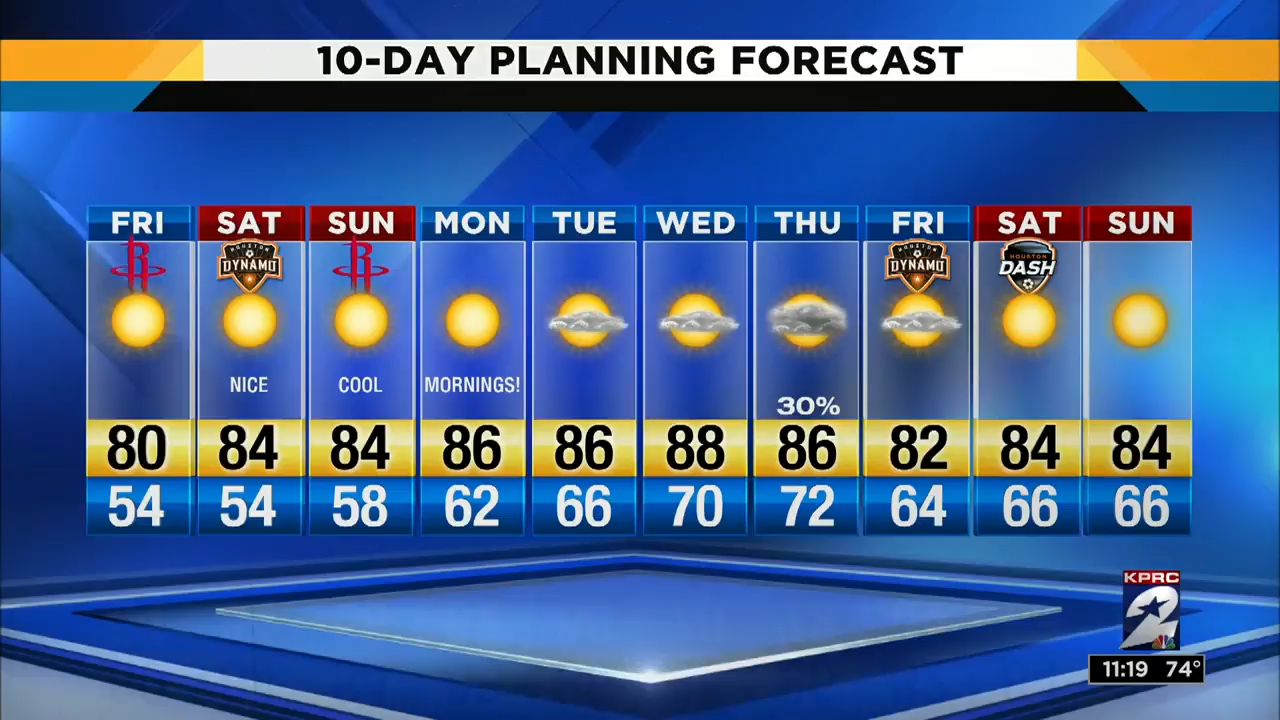 10-DAY PLANNING FORECAST
FRI SAT SUN MON TUE WED THU FRI SAT SUN
R HOUSTON DYNAMO R HOUSTON DYNAMO HOUSTON DASH
NICE COOL MORNINGS!
30%
80 84 84 86 86 88 86 82 84 84
54 54 58 62 66 70 72 64 66 66
KPRC
2
11:19 74°